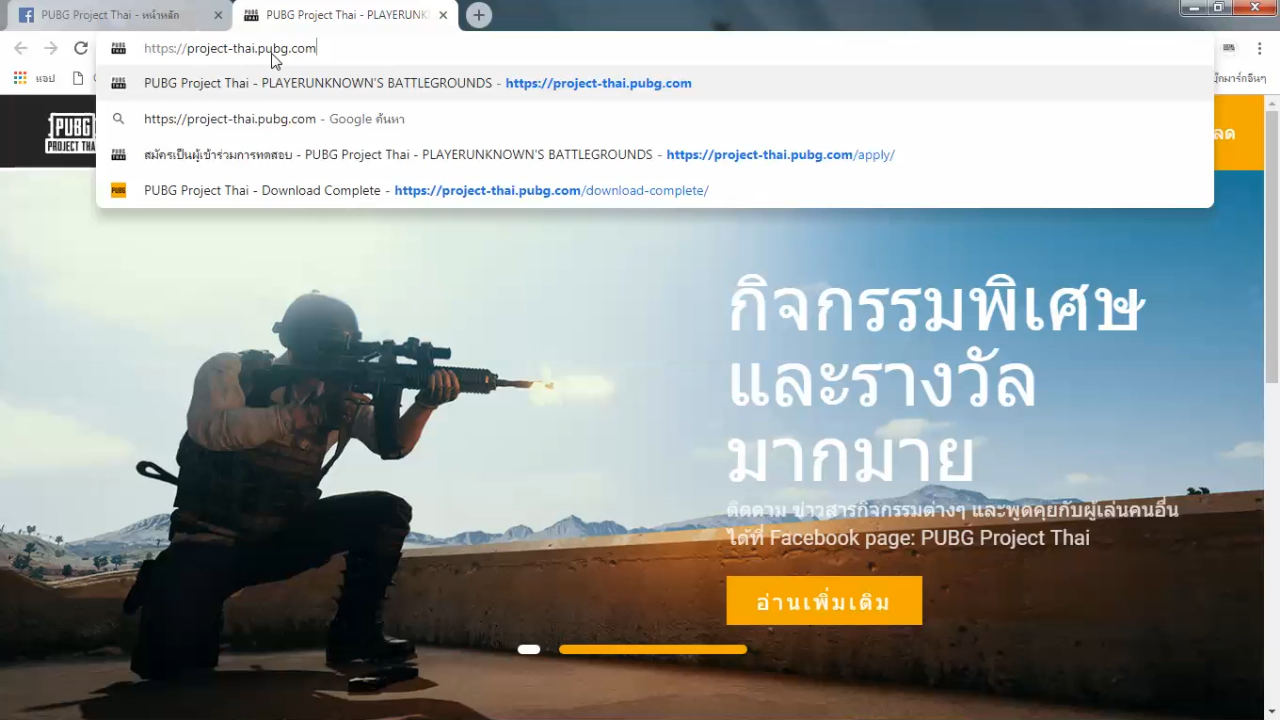 PUBG Project Thai - หน้าหลัก
PUBG Project Thai - PLAYERUNK
https://project-thai.pubg.com
แอป
PUBG Project Thai - PLAYERUNKNOWN'S BATTLEGROUNDS - https://project-thai.pubg.com
https://project-thai.pubg.com - Google ค้นหา
สมัครเป็นผู้เข้าร่วมการทดสอบ - PUBG Project Thai - PLAYERUNKNOWN'S BATTLEGROUNDS - https://project-thai.pubg.com/apply/
PUBG Project Thai - Download Complete - https://project-thai.pubg.com/download-complete/
PUBG
PROJECT THAI
กิจกรรมพิเศษ
และรางวัล
มากมาย
ติดตาม ข่าวสารกิจกรรมต่างๆ และพูดคุยกับผู้เล่นคนอื่น
ได้ที่ Facebook page: PUBG Project Thai
อ่านเพิ่มเติม